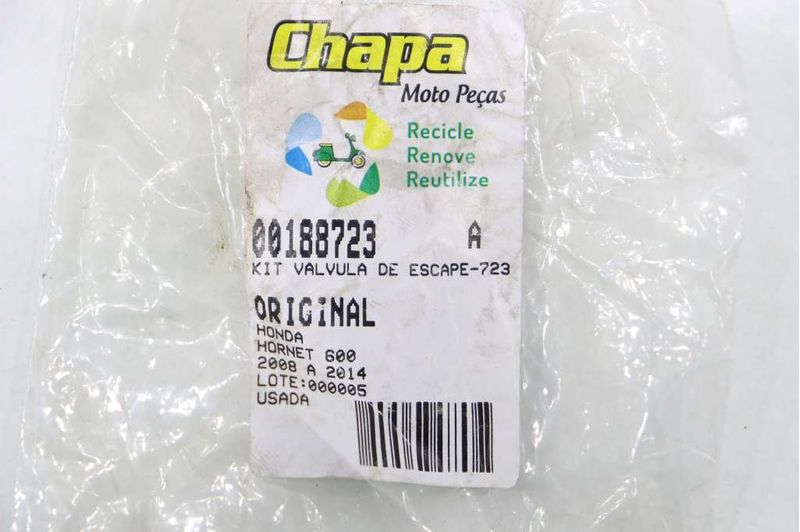 Chapa
Moto Peças
Recicle
Renove
Reutilize
00188723 A
KIT VALVULA DE ESCAPE-723
ORIGINAL
HONDA
HORNET 600
2008 A 2014
LOTE:000005
USADA